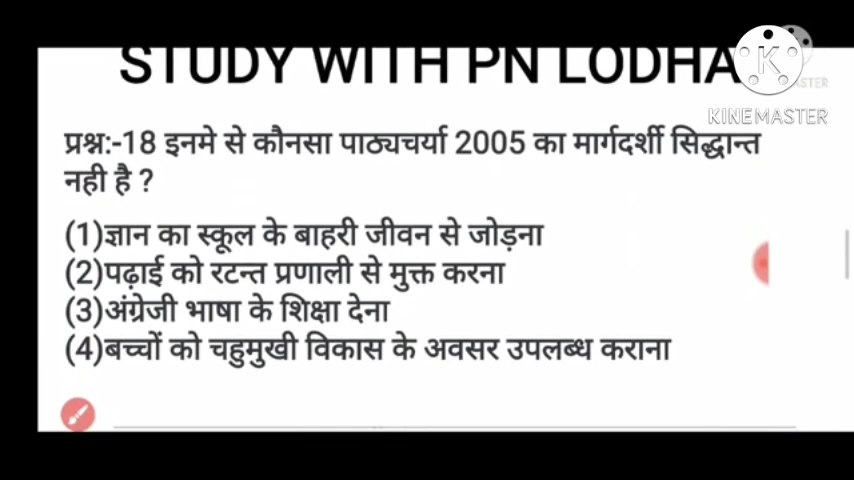 STUDY WITH PN LODHA
KINEMASTER
प्रश्न:-18 इनमे से कौनसा पाठ्यचर्या 2005 का मार्गदर्शी सिद्धान्त
नही है ?
(1)ज्ञान का स्कूल के बाहरी जीवन से जोड़ना
(2)पढ़ाई को रटन्त प्रणाली से मुक्त करना
(3)अंग्रेजी भाषा के शिक्षा देना
(4)बच्चों को चहुमुखी विकास के अवसर उपलब्ध कराना